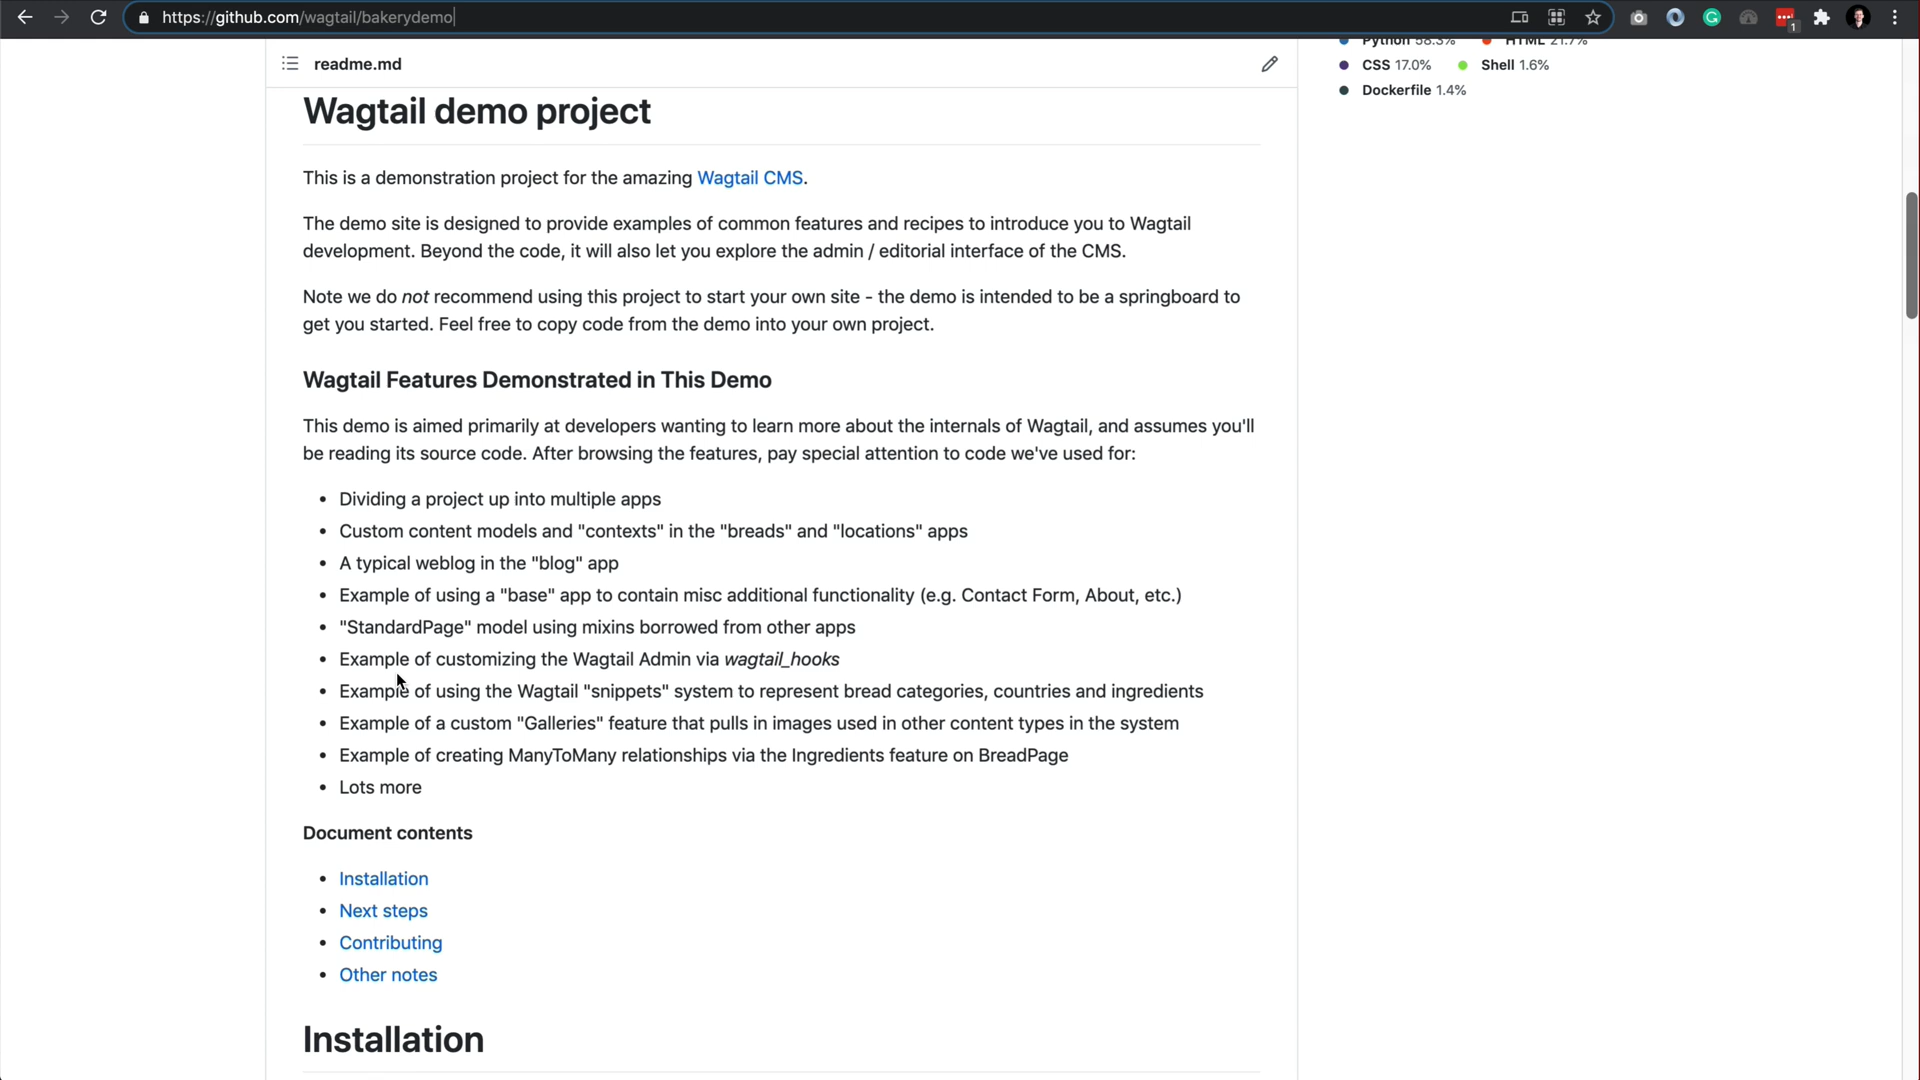 https://github.com/wagtail/bakerydemo
1
readme.md
Python 58.3% HTML 21.7%
CSS 17.0% Shell 1.6%
Dockerfile 1.4%
Wagtail demo project
This is a demonstration project for the amazing Wagtail CMS.
The demo site is designed to provide examples of common features and recipes to introduce you to Wagtail
development. Beyond the code, it will also let you explore the admin / editorial interface of the CMS.
Note we do not recommend using this project to start your own site - the demo is intended to be a springboard to
get you started. Feel free to copy code from the demo into your own project.
Wagtail Features Demonstrated in This Demo
This demo is aimed primarily at developers wanting to learn more about the internals of Wagtail, and assumes you'll
be reading its source code. After browsing the features, pay special attention to code we've used for:
• Dividing a project up into multiple apps
• Custom content models and "contexts" in the "breads" and "locations" apps
• A typical weblog in the "blog" app
• Example of using a "base" app to contain misc additional functionality (e.g. Contact Form, About, etc.)
• "StandardPage" model using mixins borrowed from other apps
• Example of customizing the Wagtail Admin via wagtail_hooks
• Example of using the Wagtail "snippets" system to represent bread categories, countries and ingredients
• Example of a custom "Galleries" feature that pulls in images used in other content types in the system
• Example of creating ManyToMany relationships via the Ingredients feature on BreadPage
• Lots more
Document contents
• Installation
• Next steps
• Contributing
• Other notes
Installation